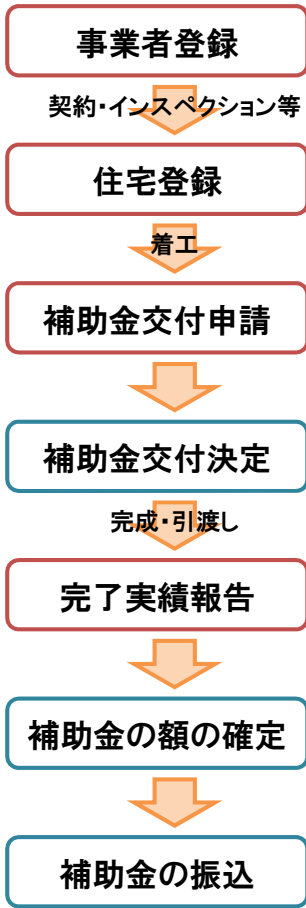 事業者登録
契約・インスペクション等
住宅登録
着工
補助金交付申請
補助金交付決定
完成・引渡し
完了実績報告
補助金の額の確定
補助金の振込